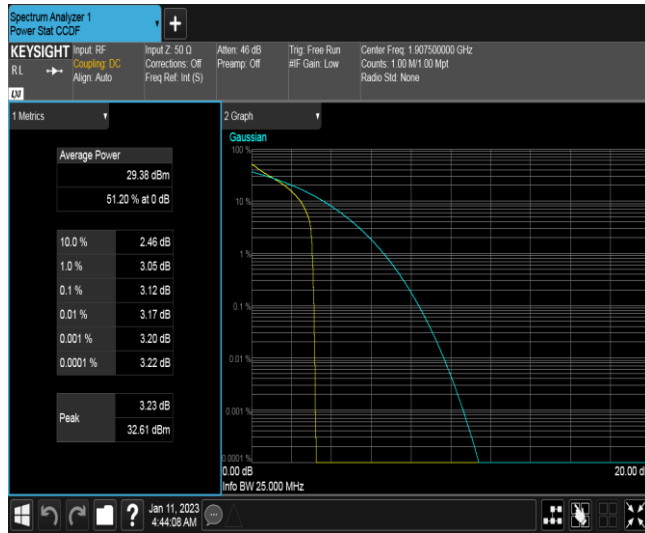 Spectrum Analyzer 1
Power Stat CCDF
KEYSIGHT
RL
LXI
Input: RF
Coupling: DC
Align: Auto
Input Z: 50 Ω
Corrections: Off
Freq Ref: Int (S)
Atten: 46 dB
Preamp: Off
Trig: Free Run
#IF Gain: Low
Center Freq: 1.907500000 GHz
Counts: 1.00 M/1.00 Mpt
Radio Std: None
1 Metrics
Average Power
29.38 dBm
51.20 % at 0 dB
10.0 % 2.46 dB
1.0 % 3.05 dB
0.1 % 3.12 dB
0.01 % 3.17 dB
0.001 % 3.20 dB
0.0001 % 3.22 dB
Peak 3.23 dB
32.61 dBm
2 Graph
Gaussian
100 %
10 %
1 %
0.1 %
0.01 %
0.001 %
0.0001 %
0.00 dB
20.00 d
Info BW 25.000 MHz
?
Jan 11, 2023
4:44:08 AM